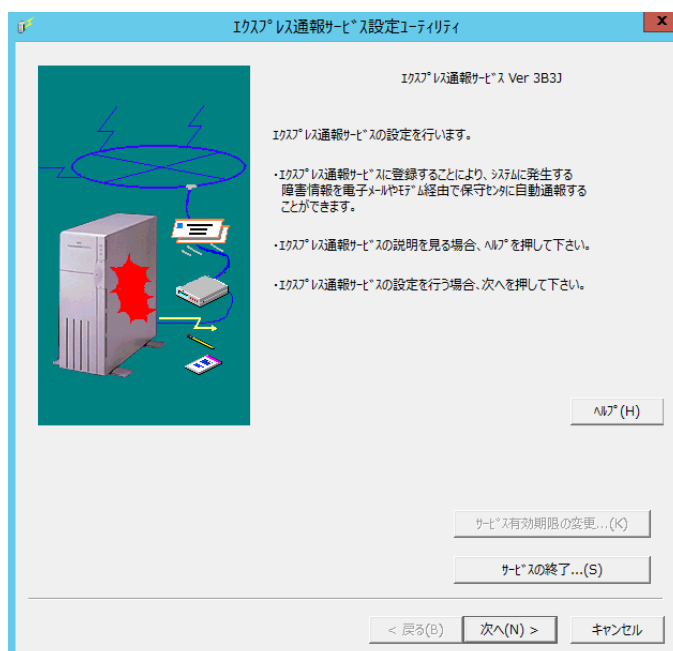 ｴｸｽﾌﾟﾚｽ通報ｻｰﾋﾞｽ設定ﾕｰﾃｨﾘﾃｨ
x
ｴｸｽﾌﾟﾚｽ通報ｻｰﾋﾞｽ Ver 3B3J
ｴｸｽﾌﾟﾚｽ通報ｻｰﾋﾞｽの設定を行います。
・ｴｸｽﾌﾟﾚｽ通報ｻｰﾋﾞｽに登録することにより、ｼｽﾃﾑに発生する
障害情報を電子ﾒｰﾙやﾓﾃﾞﾑ経由で保守ｾﾝﾀに自動通報する
ことができます。
・ｴｸｽﾌﾟﾚｽ通報ｻｰﾋﾞｽの説明を見る場合、ﾍﾙﾌﾟを押して下さい。
・ｴｸｽﾌﾟﾚｽ通報ｻｰﾋﾞｽの設定を行う場合、次へを押して下さい。
ﾍﾙﾌﾟ(H)
ｻｰﾋﾞｽ有効期限の変更...(K)
ｻｰﾋﾞｽの終了...(S)
< 戻る(B)
次へ(N) >
ｷｬﾝｾﾙ